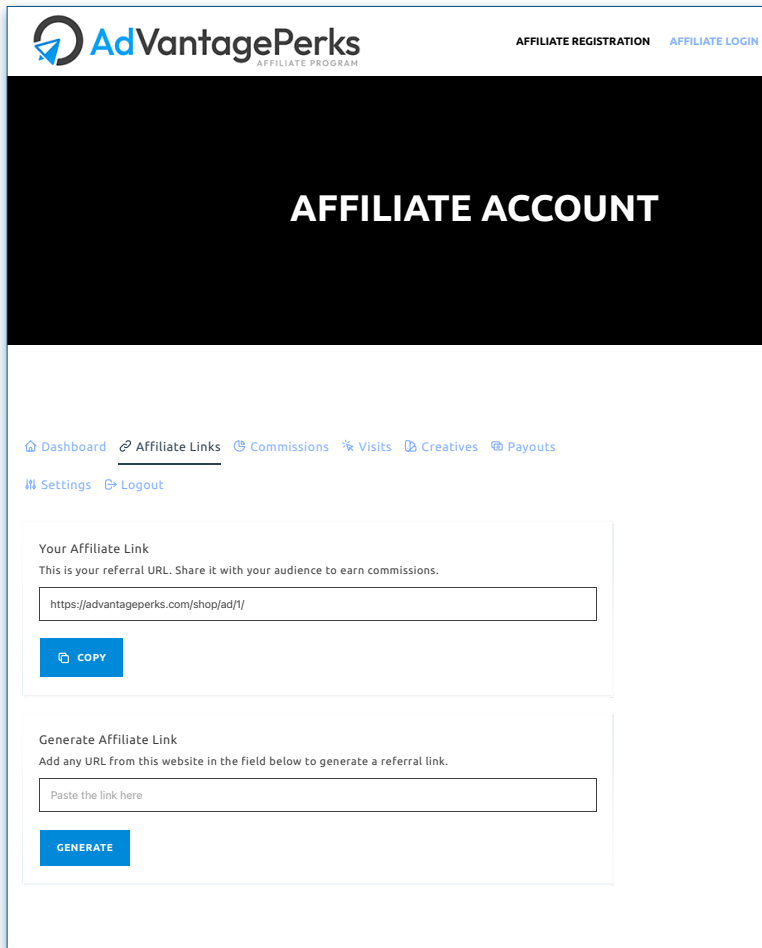 AdVantagePerks
AFFILIATE PROGRAM
AFFILIATE REGISTRATION AFFILIATE LOGIN
AFFILIATE ACCOUNT
Dashboard Affiliate Links Commissions Visits Creatives Payouts
Settings Logout
Your Affiliate Link
This is your referral URL. Share it with your audience to earn commissions.
https://advantageperks.com/shop/ad/1/
COPY
Generate Affiliate Link
Add any URL from this website in the field below to generate a referral link.
Paste the link here
GENERATE